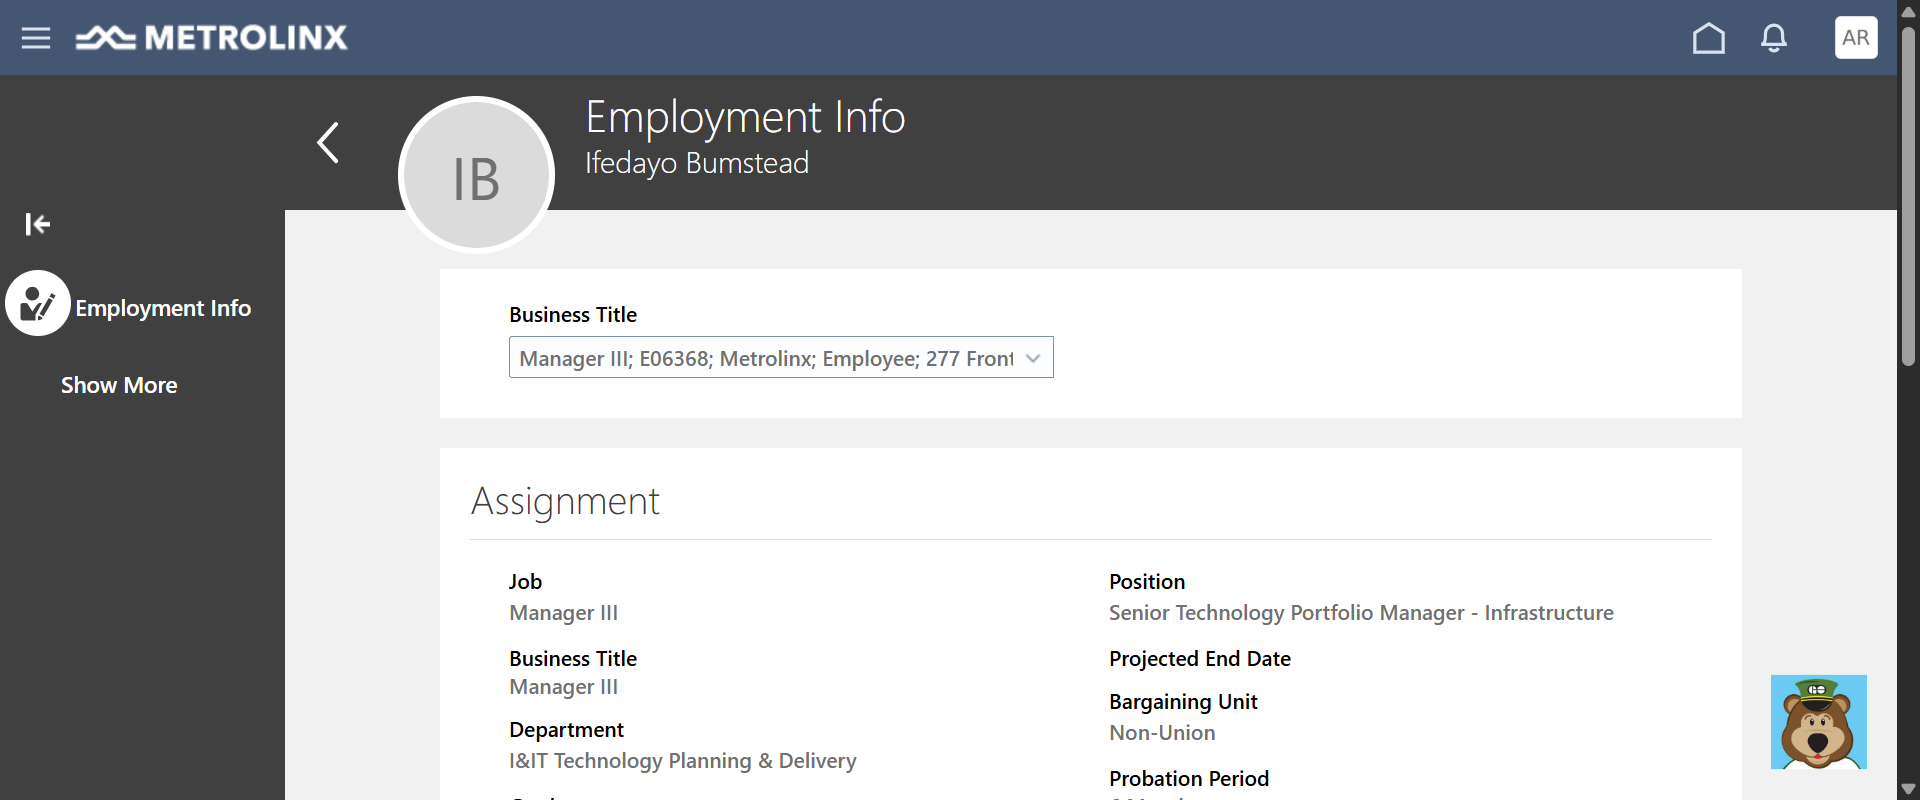 METROLINX
AR
Employment Info
Ifedayo Bumstead
IB
Employment Info
Show More
Business Title
Manager III; E06368; Metrolinx; Employee; 277 Front
Assignment
Job
Manager III
Position
Senior Technology Portfolio Manager - Infrastructure
Business Title
Manager III
Projected End Date
Bargaining Unit
Non-Union
Department
I&IT Technology Planning & Delivery
Probation Period